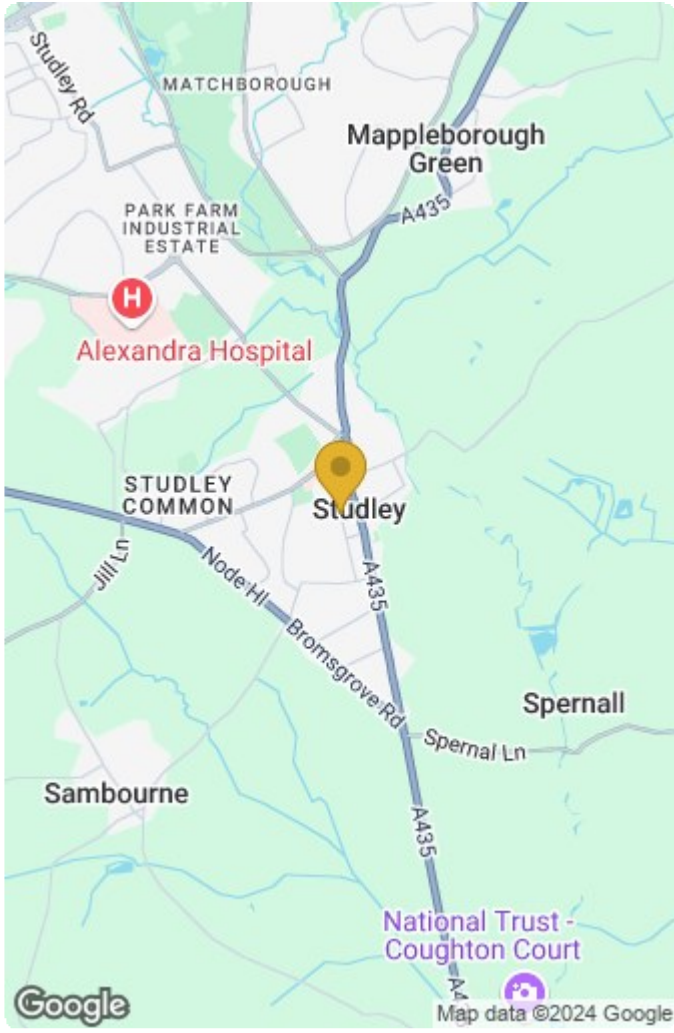 Studley Rd
MATCHBOROUGH
Mappleborough
Green
A435
PARK FARM
INDUSTRIAL
ESTATE
H
Alexandra Hospital
STUDLEY
COMMON
Studley
Jill Ln
Node Hl
A435
Bromsgrove Rd
Spernall
Spernal Ln
Sambourne
A435
National Trust -
Coughton Court
Google
Map data ©2024 Google